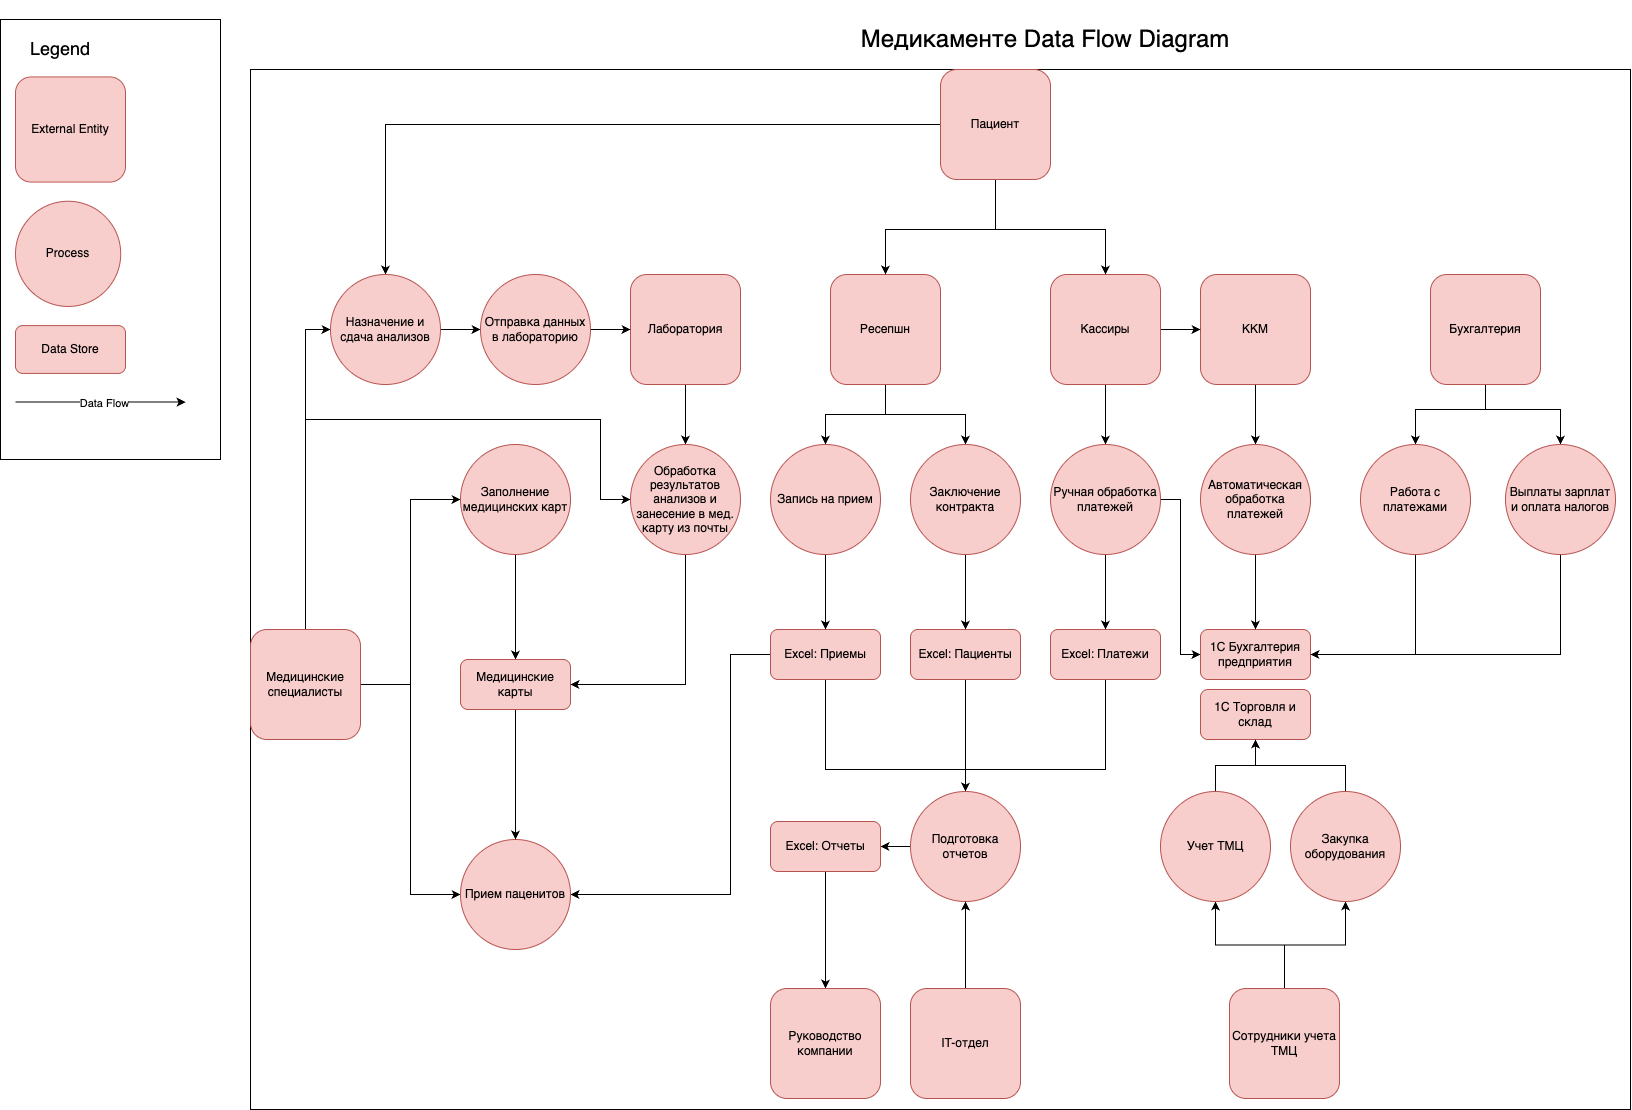 Медикаменте Data Flow Diagram
Legend
External Entity
Process
Data Store
Data Flow
Пациент
Назначение и
сдача анализов
Отправка данных
в лабораторию
Лаборатория
Ресепшн
Кассиры
ККМ
Бухгалтерия
Заполнение
медицинских карт
Обработка
результатов
анализов и
занесение в мед.
карту из почты
Запись на прием
Заключение
контракта
Ручная обработка
платежей
Автоматическая
обработка
платежей
Работа с
платежами
Выплаты зарплат
и оплата налогов
Медицинские
специалисты
Медицинские
карты
Excel: Приемы
Excel: Пациенты
Excel: Платежи
1С Бухгалтерия
предприятия
1С Торговля и
склад
Прием паценитов
Excel: Отчеты
Подготовка
отчетов
Учет ТМЦ
Закупка
оборудования
Руководство
компании
IT-отдел
Сотрудники учета
ТМЦ